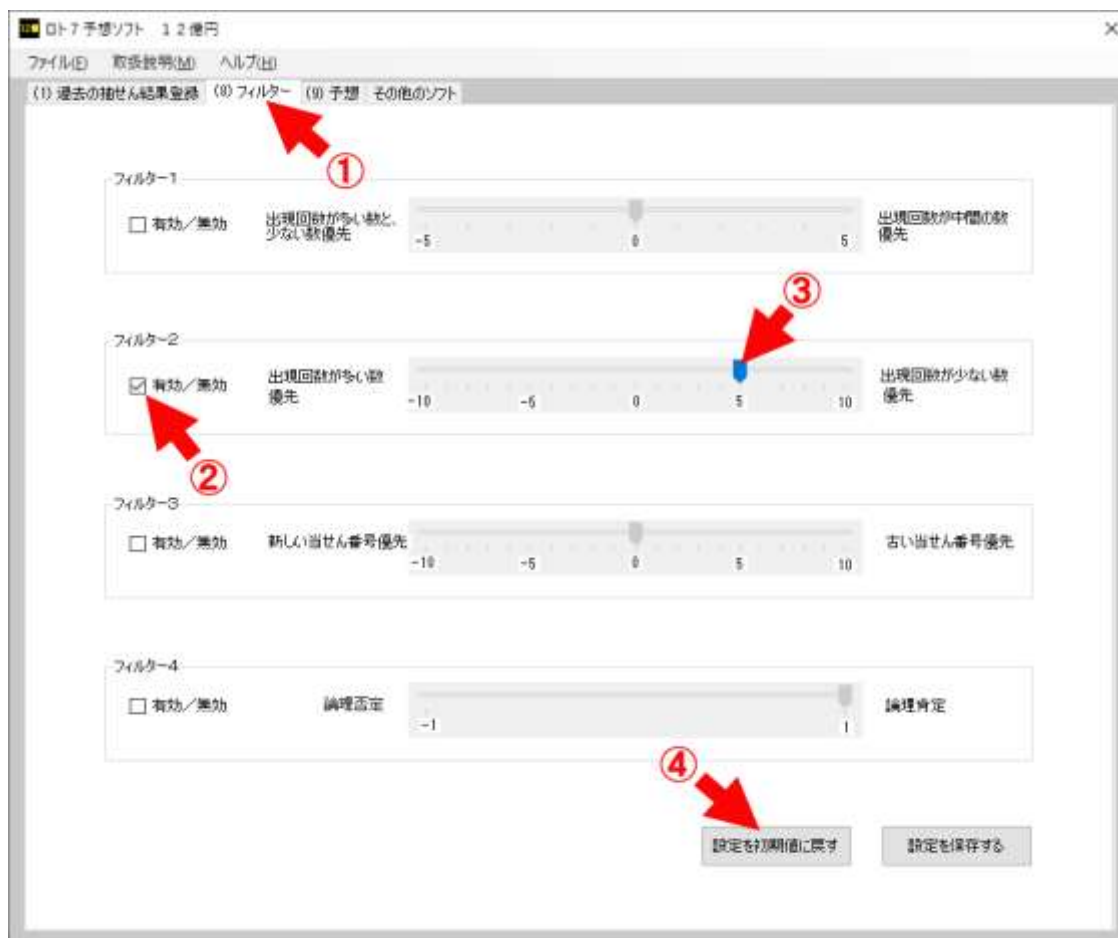 ロト7予想ソフト 12億円
ファイル(F) 取扱説明(M) ヘルプ(H)
(1) 過去の抽せん結果登録 (8) フィルター (9) 予想 その他のソフト
①
フィルター1
有効/無効
出現回数が多い数と、
少ない数優先
-5 0 5
出現回数が中間の数
優先
③
フィルター2
有効/無効
出現回数が多い数
優先
-10 -5 0 5 10
出現回数が少ない数
優先
②
フィルター3
有効/無効
新しい当せん番号優先
-10 -5 0 5 10
古い当せん番号優先
フィルター4
有効/無効
論理否定
-1 1
論理肯定
④
設定を初期値に戻す 設定を保存する